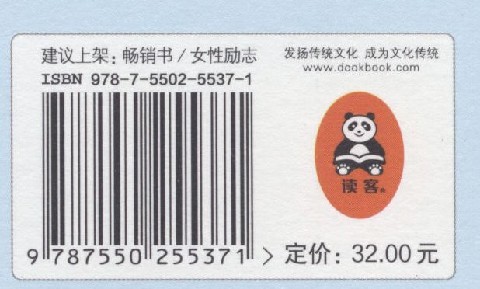 建议上架：畅销书/女性励志
ISBN 978-7-5502-5537-1
发扬传统文化 成为文化传统
www.dookbook.com
读客®
9 787550 255371 >
定价：32.00元